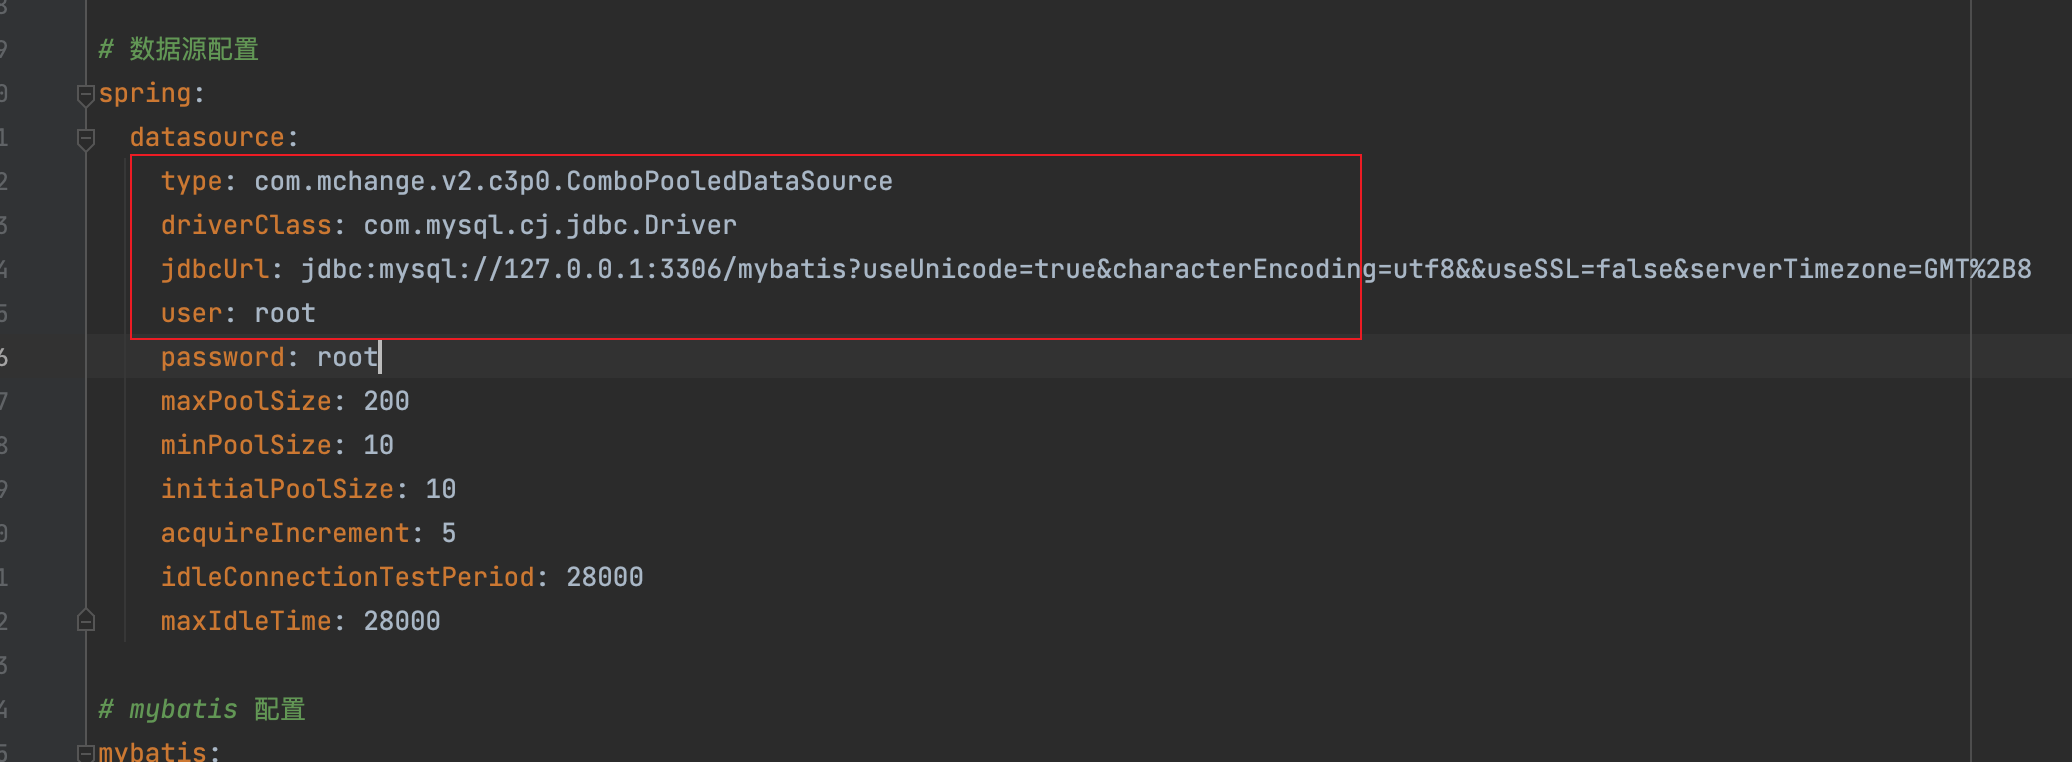 # 数据源配置
spring:
datasource:
type: com.mchange.v2.c3p0.ComboPooledDataSource
driverClass: com.mysql.cj.jdbc.Driver
jdbcUrl: jdbc:mysql://127.0.0.1:3306/mybatis?useUnicode=true&characterEncoding=utf8&&useSSL=false&serverTimezone=GMT%2B8
user: root
password: root
maxPoolSize: 200
minPoolSize: 10
initialPoolSize: 10
acquireIncrement: 5
idleConnectionTestPeriod: 28000
maxIdleTime: 28000
# mybatis 配置
mybatis: